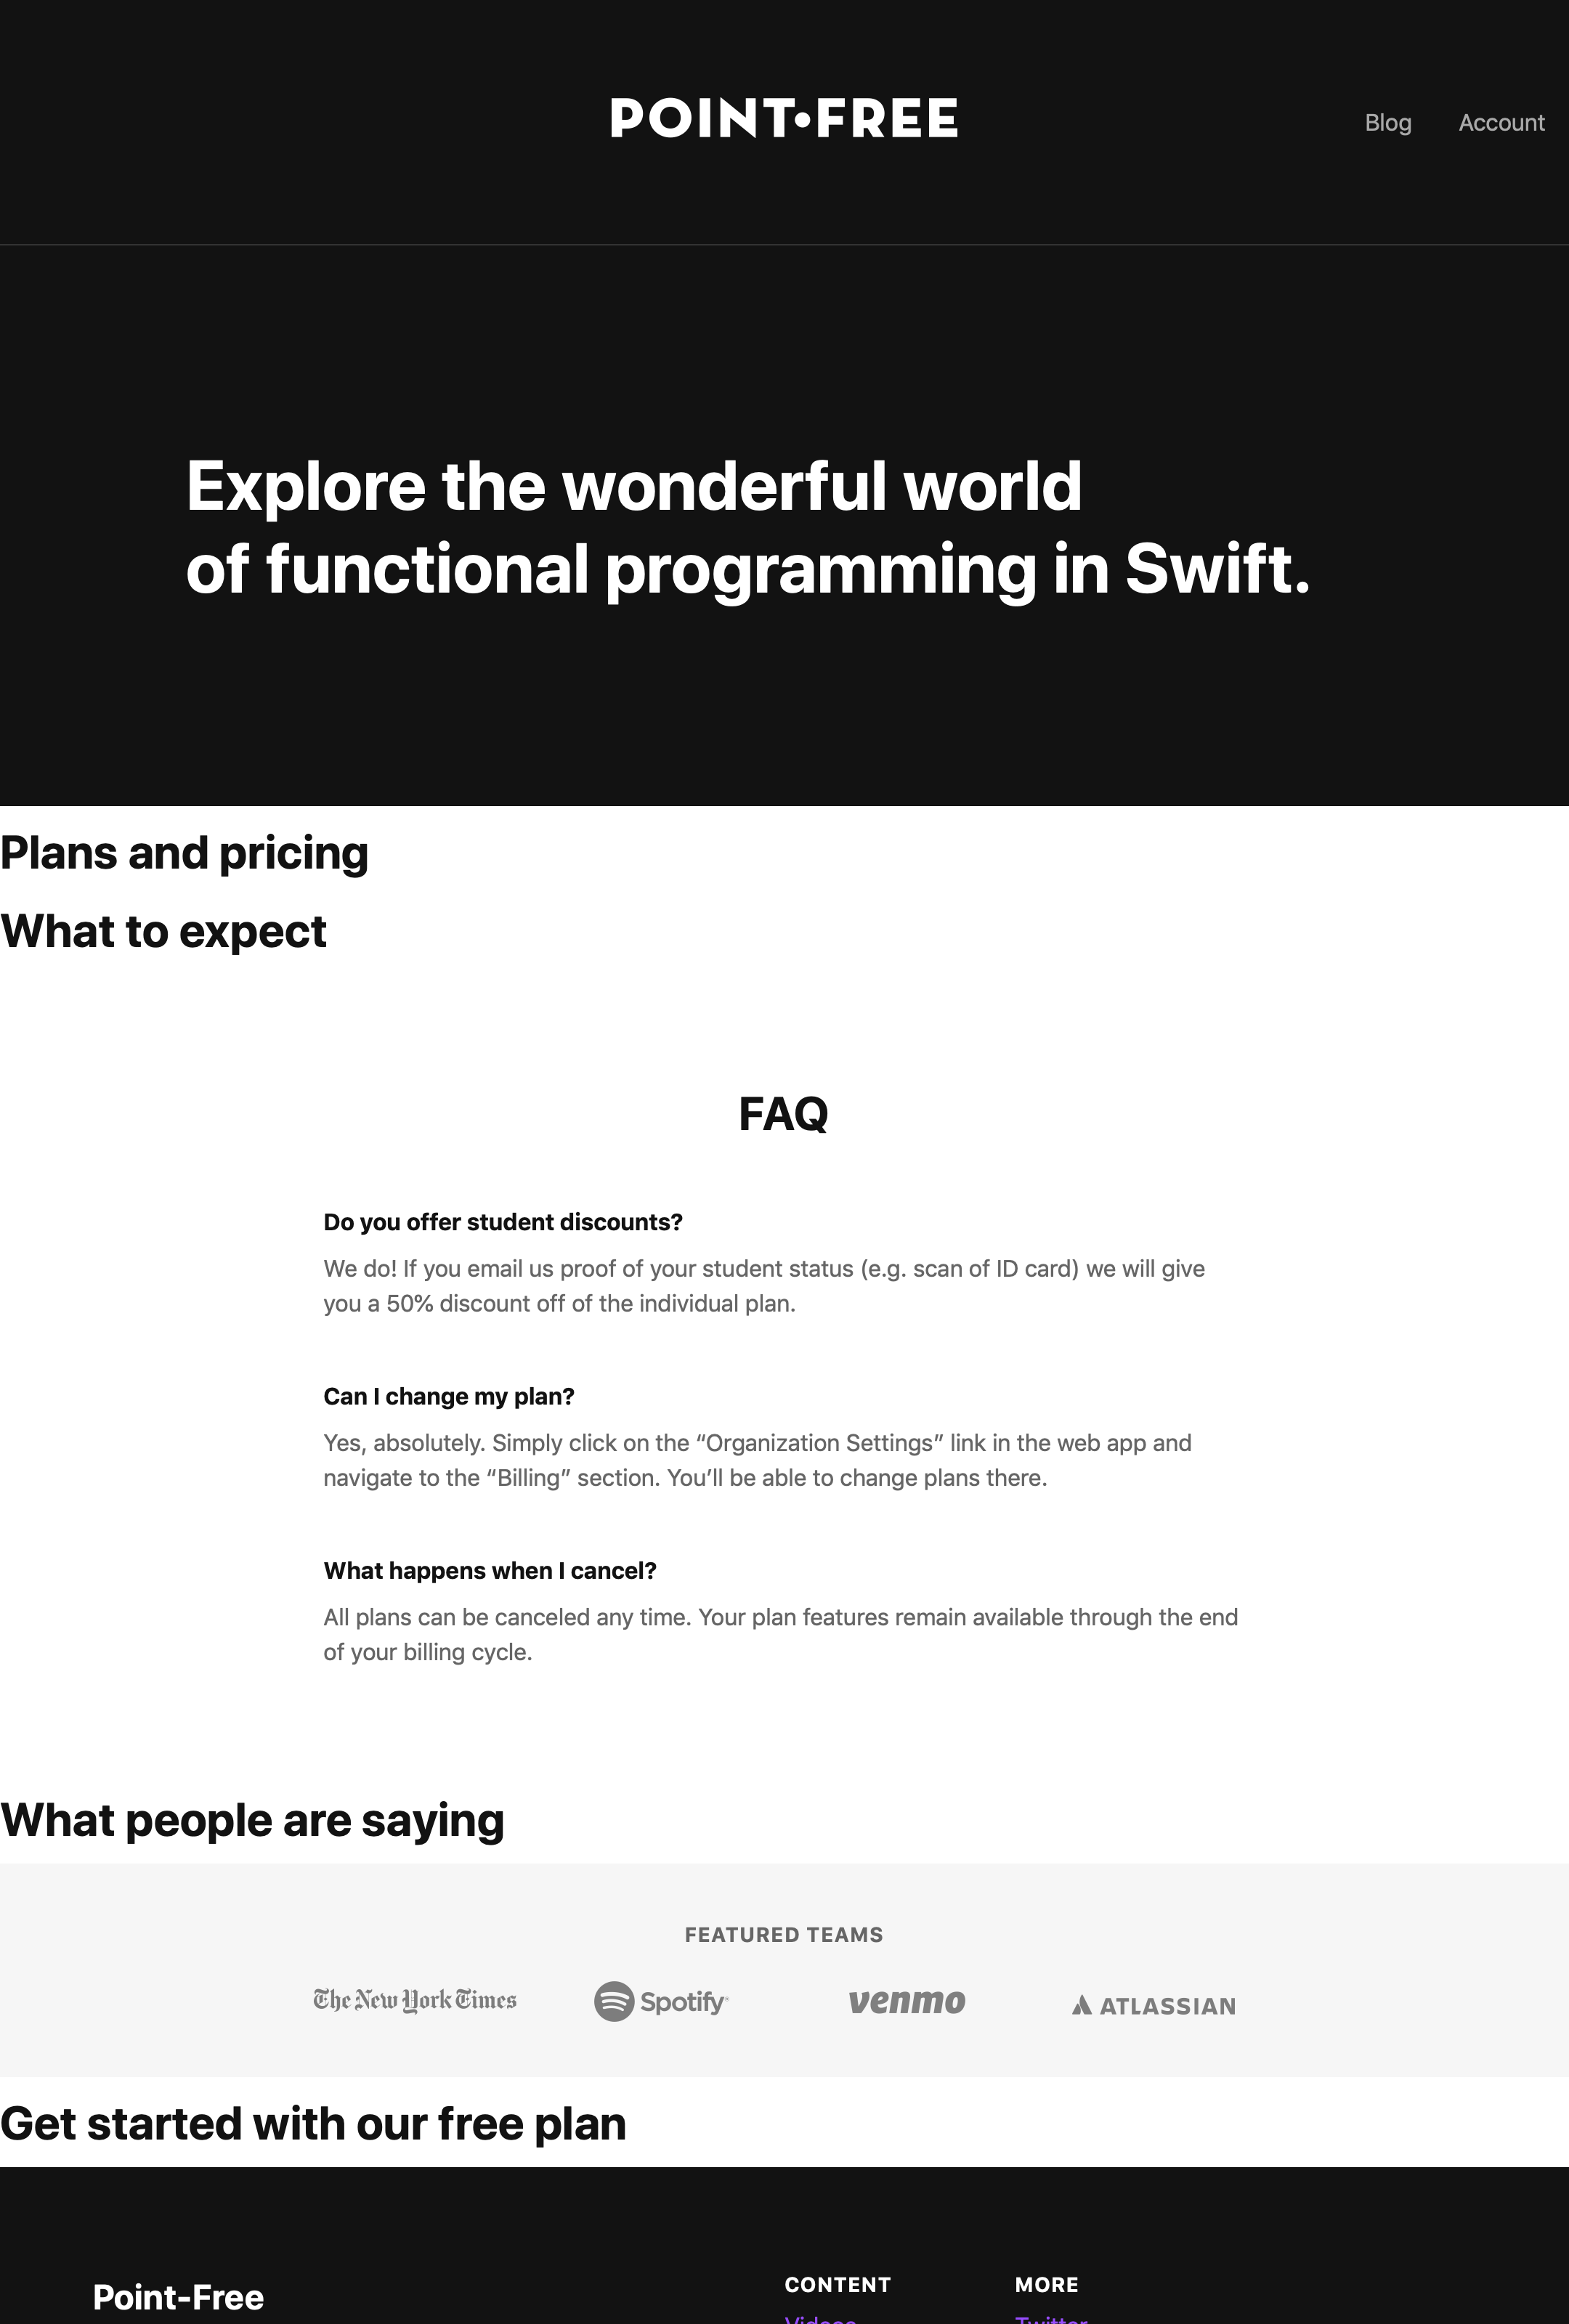 POINT•FREE
Blog
Account
Explore the wonderful world
of functional programming in Swift.
Plans and pricing
What to expect
FAQ
Do you offer student discounts?
We do! If you email us proof of your student status (e.g. scan of ID card) we will give
you a 50% discount off of the individual plan.
Can I change my plan?
Yes, absolutely. Simply click on the “Organization Settings” link in the web app and
navigate to the “Billing” section. You’ll be able to change plans there.
What happens when I cancel?
All plans can be canceled any time. Your plan features remain available through the end
of your billing cycle.
What people are saying
FEATURED TEAMS
The New York Times
Spotify
venmo
ATLASSIAN
Get started with our free plan
Point-Free
CONTENT
MORE
Videos
Twitter